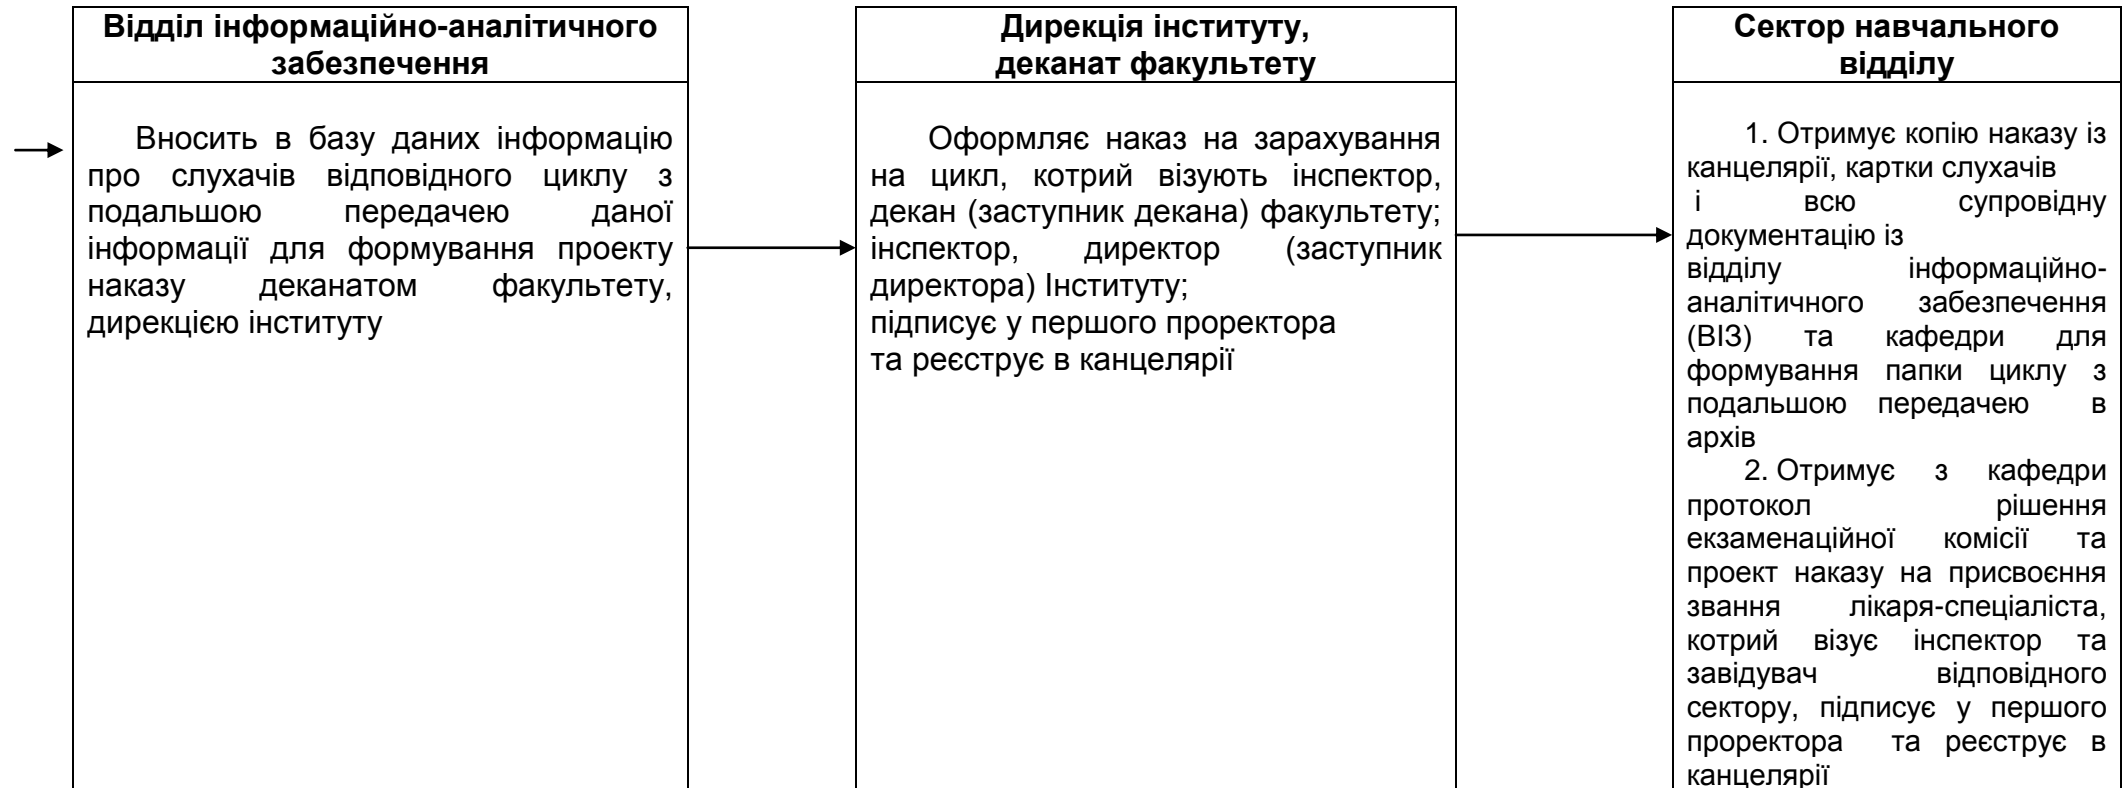 Відділ інформаційно-аналітичного
забезпечення
Вносить в базу даних інформацію
про слухачів відповідного циклу з
подальшою передачею даної
інформації для формування проекту
наказу деканатом факультету,
дирекцією інституту
Дирекція інституту,
деканат факультету
Оформляє наказ на зарахування
на цикл, котрий візують інспектор,
декан (заступник декана) факультету;
інспектор, директор (заступник
директора) Інституту;
підписує у першого проректора
та реєструє в канцелярії
Сектор навчального
відділу
1. Отримує копію наказу із
канцелярії, картки слухачів
і всю супровідну
документацію із
відділу інформаційно-
аналітичного забезпечення
(ВІЗ) та кафедри для
формування папки циклу з
подальшою передачею в
архів
2. Отримує з кафедри
протокол рішення
екзаменаційної комісії та
проект наказу на присвоєння
звання лікаря-спеціаліста,
котрий візує інспектор та
завідувач відповідного
сектору, підписує у першого
проректора та реєструє в
канцелярії